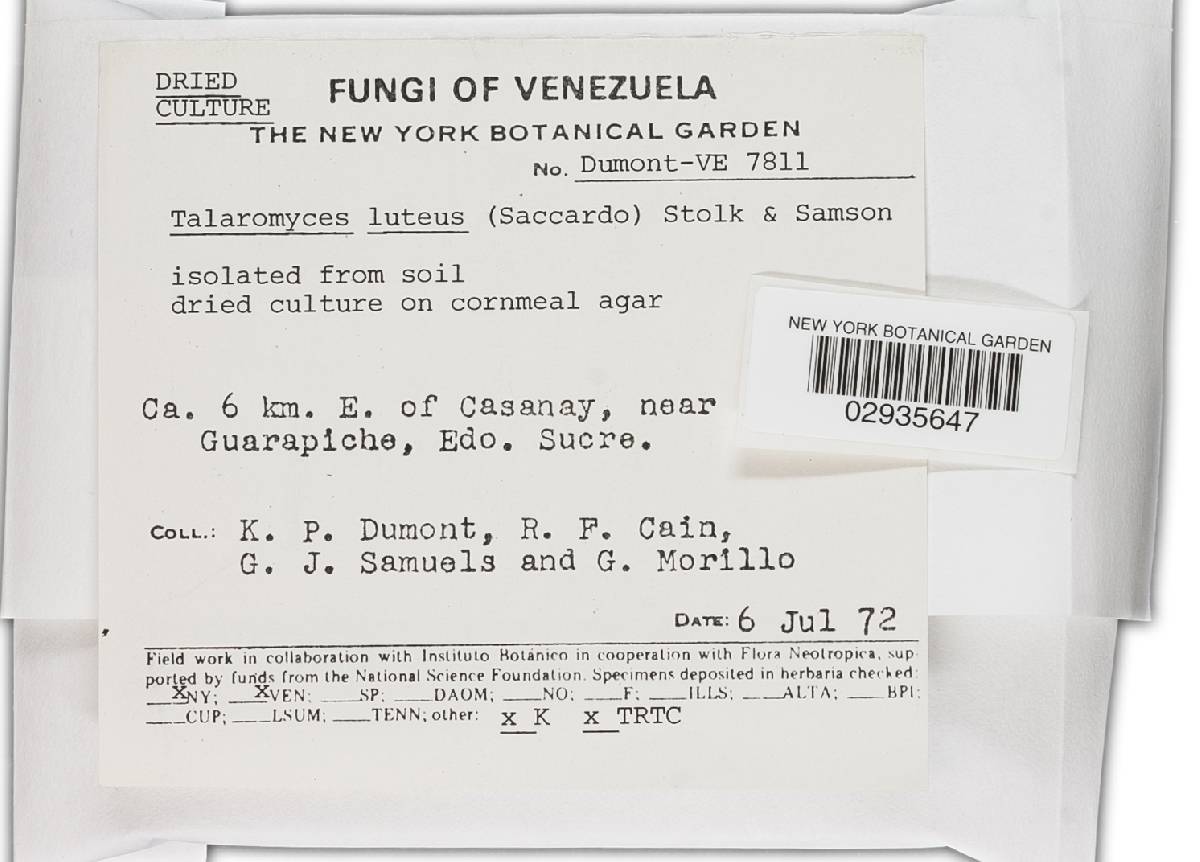 DRIED
CULTURE
FUNGI OF VENEZUELA
THE NEW YORK BOTANICAL GARDEN
No. Dumont-VE 7811
Talaromyces luteus (Saccardo) Stolk & Samson
isolated from soil
dried culture on cornmeal agar
NEW YORK BOTANICAL GARDEN
02935647
Ca. 6 km. E. of Casanay, near
Guarapiche, Edo. Sucre.
COLL.: K. P. Dumont, R. F. Cain,
G. J. Samuels and G. Morillo
DATE: 6 Jul 72
Field work in collaboration with Instituto Botánico in cooperation with Flora Neotropica, sup-
ported by funds from the National Science Foundation. Specimens deposited in herbaria checked:
__X NY; __X VEN; ___SP; ___DAOM; ___NO; ___F; ___ILLS; ___ALTA; ___BPI;
___CUP; ___LSUM; ___TENN; other: x K x TRTC